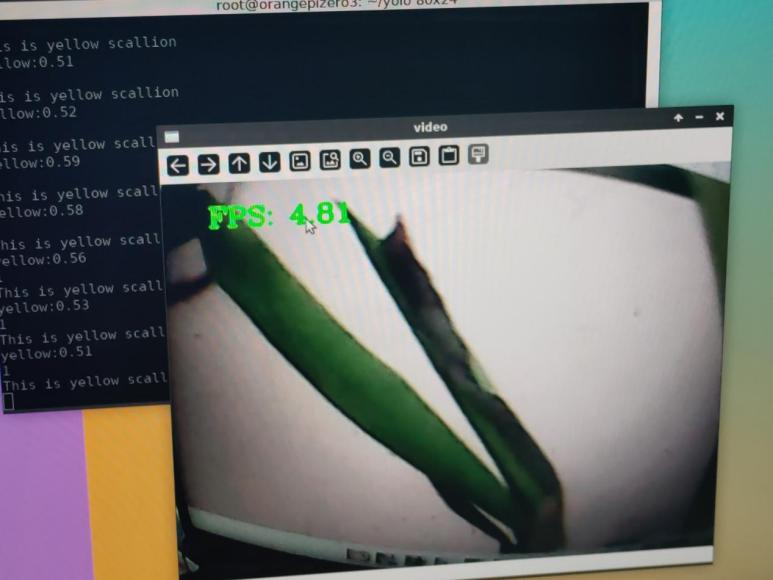 root@orangepizero3: ~/yolo 80x24
is is yellow scallion
llow:0.51
is is yellow scallion
llow:0.52
his is yellow scall
ellow:0.59
his is yellow scall
ellow:0.58
his is yellow scall
yellow:0.56
This is yellow scall
yellow:0.53
1
This is yellow scall
yellow:0.51
1
This is yellow scall
video
FPS: 4.81